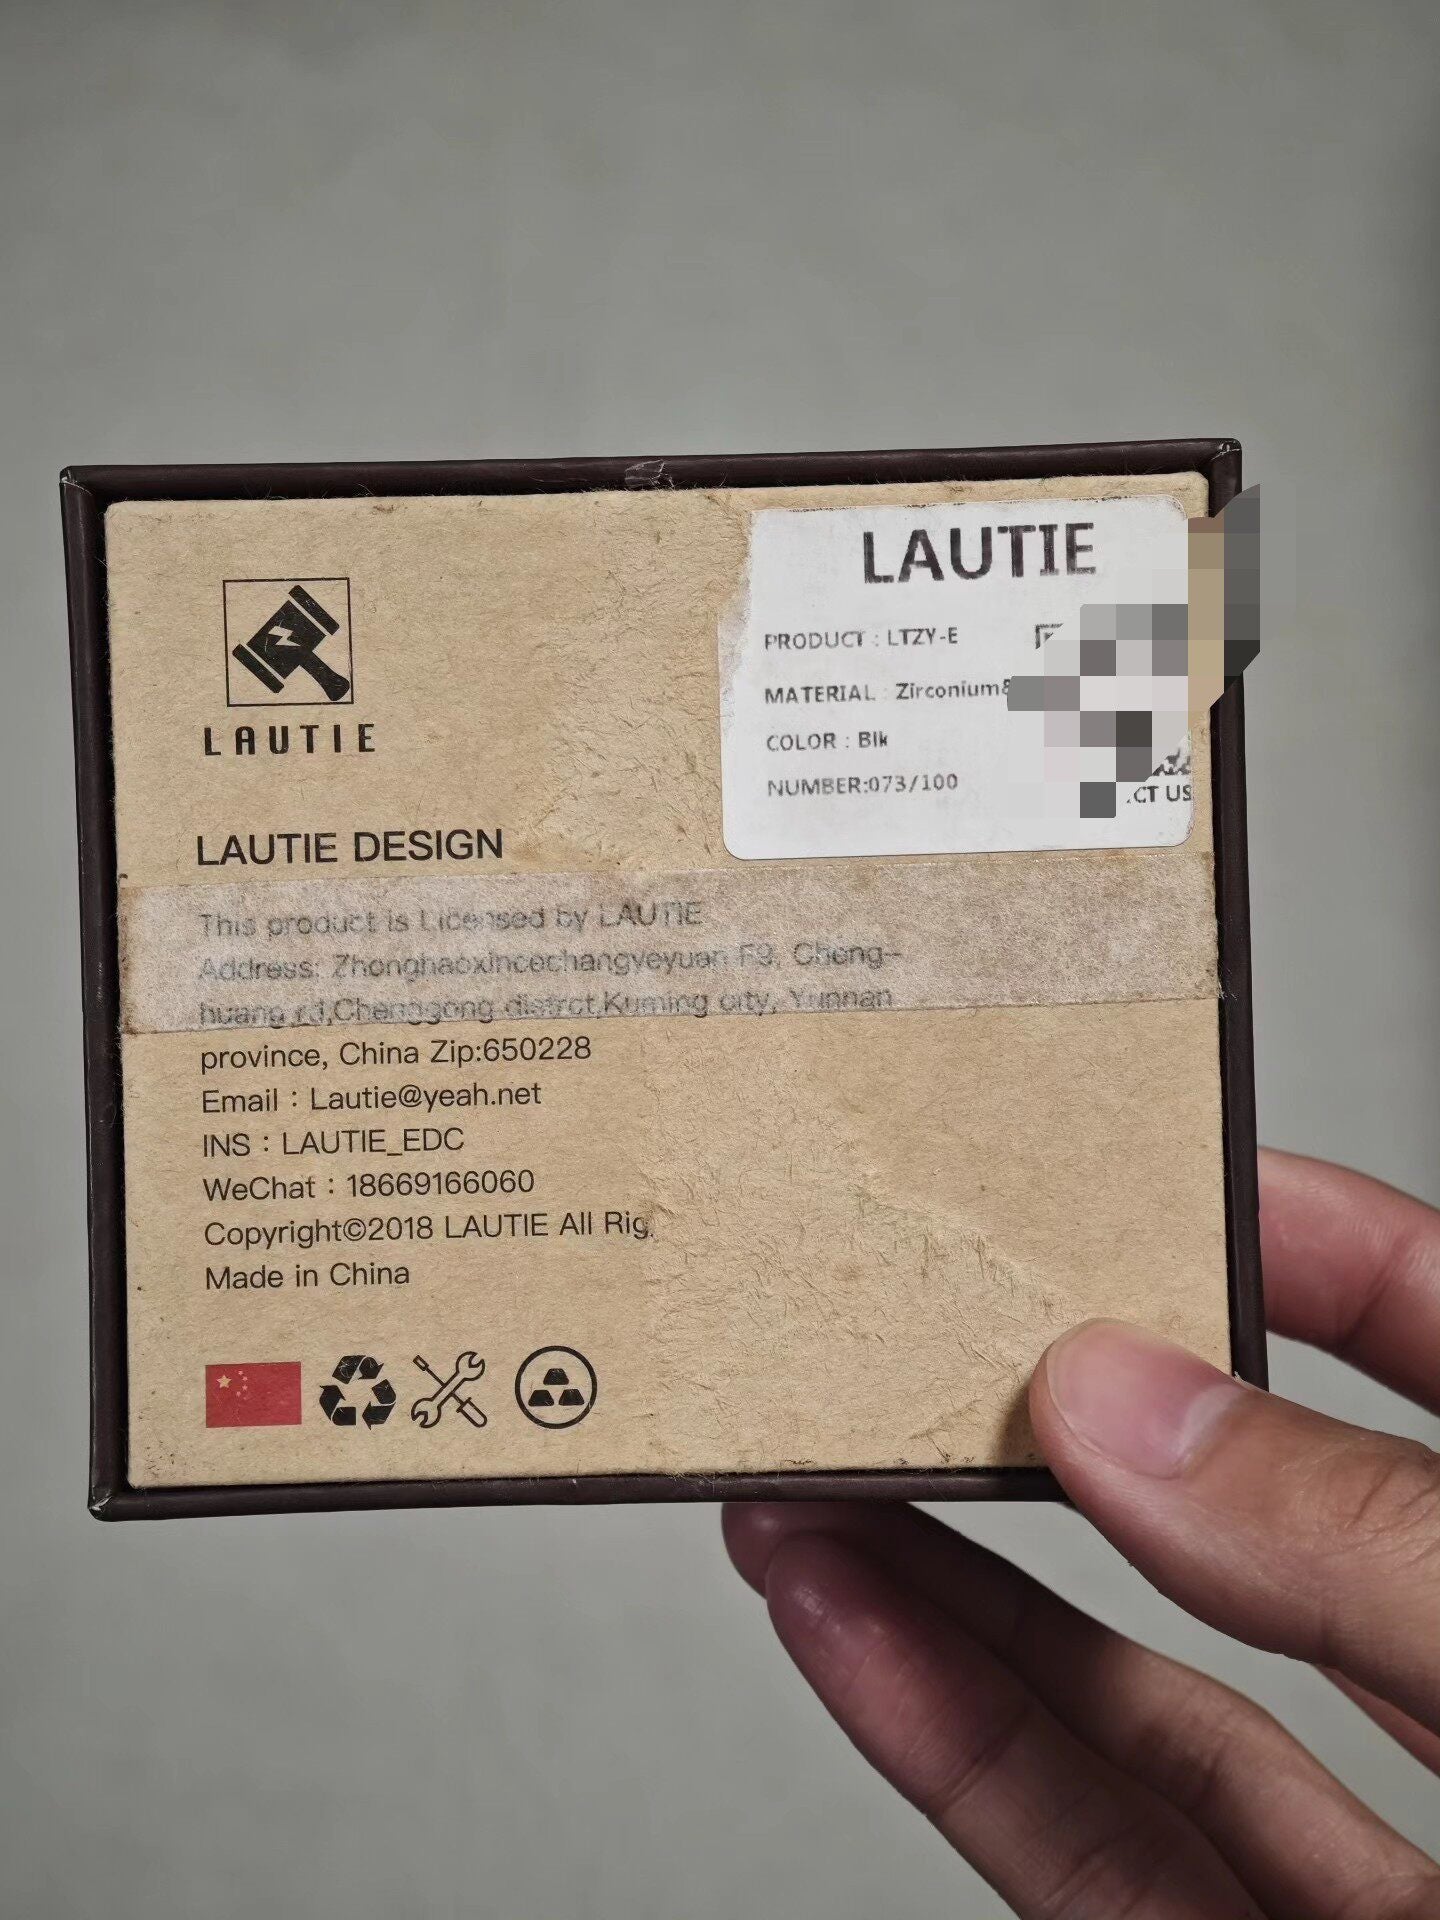 LAUTIE
LAUTIE DESIGN
This product is Licensed by LAUTIE
Address: Zhonghaoxincechangyeyuan F9, Cheng-
huang rd,Chenggong distrct,Kuming city, Yunnan
province, China Zip:650228
Email : Lautie@yeah.net
INS : LAUTIE_EDC
WeChat : 18669166060
Copyright©2018 LAUTIE All Rig
Made in China
LAUTIE
PRODUCT : LTZY-E
MATERIAL : Zirconium&
COLOR : Blk
NUMBER:073/100
CT US